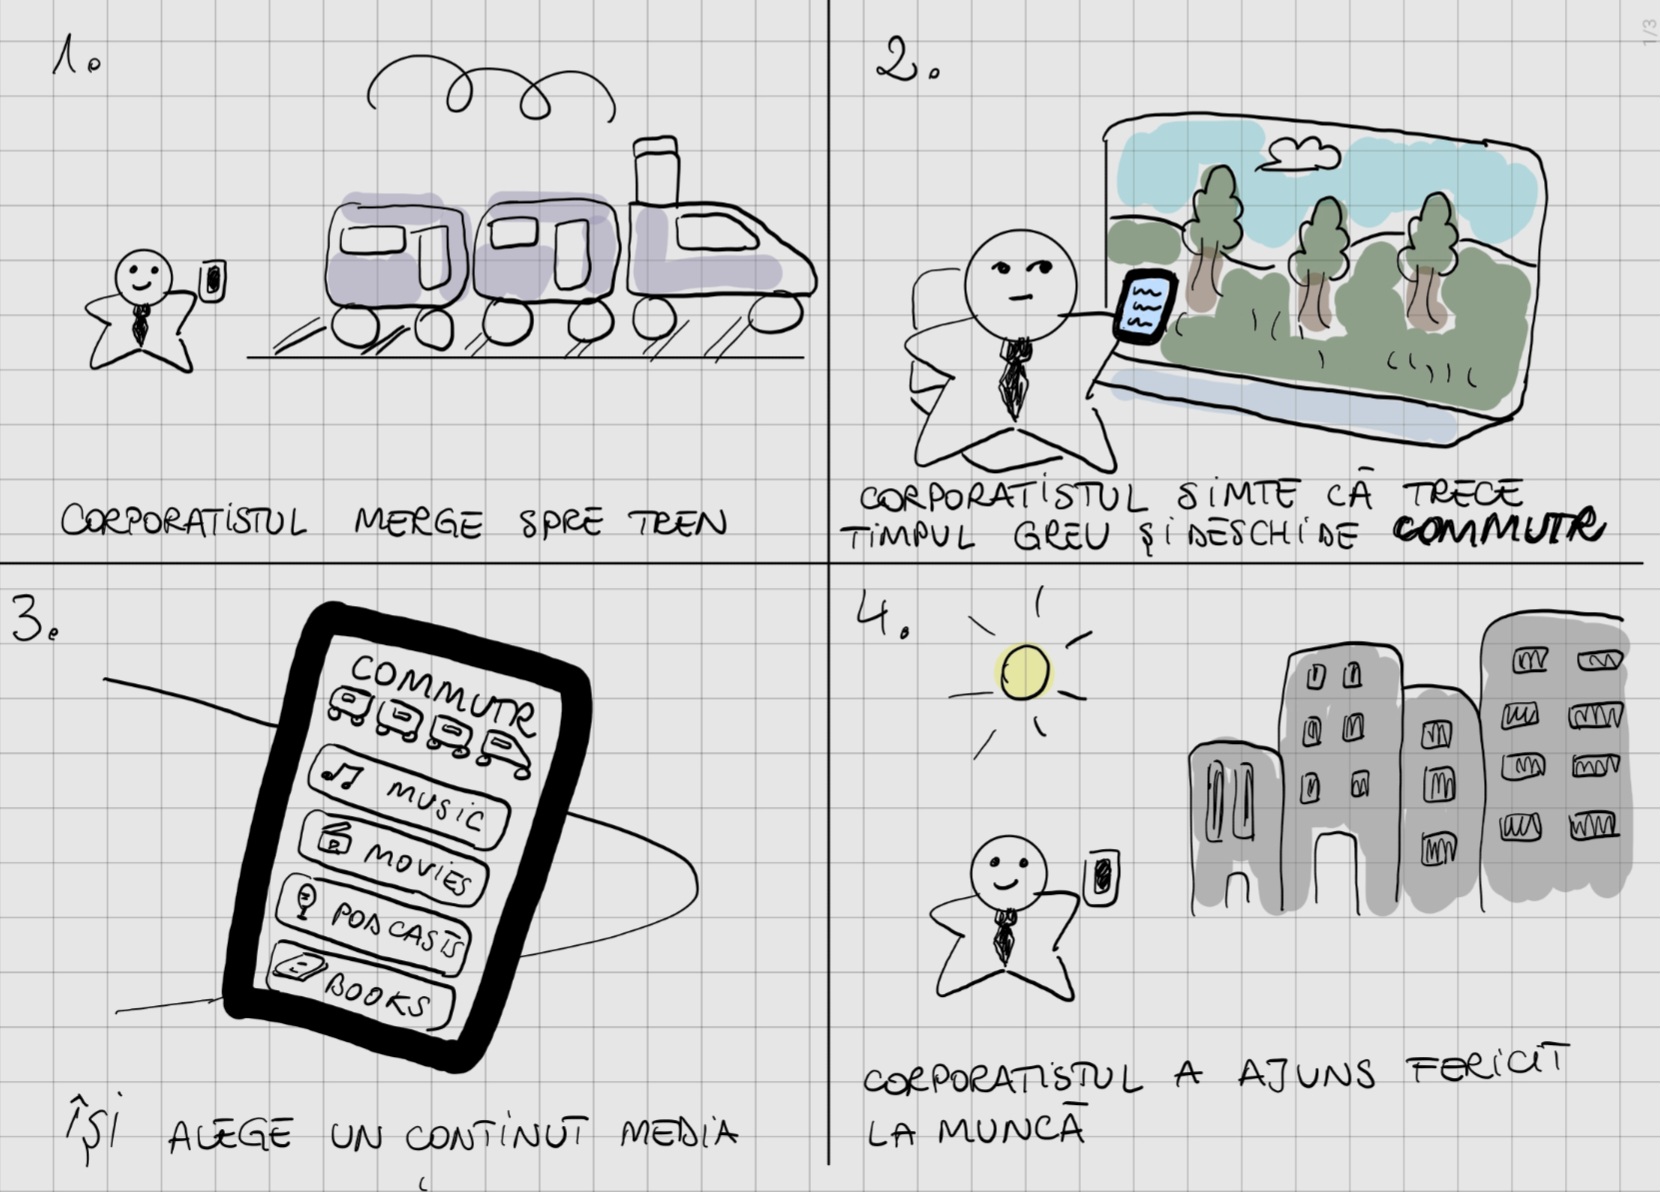 1.
CORPORATISTUL MERGE SPRE TREN
2.
1/3
CORPORATISTUL SIMTE CĂ TRECE
TIMPUL GREU ȘI DESCHIDE COMMUTR
3.
COMMUTR
MUSIC
MOVIES
PODCASTS
BOOKS
ÎȘI ALEGE UN CONȚINUT MEDIA
4.
CORPORATISTUL A AJUNS FERICIT
LA MUNCĂ